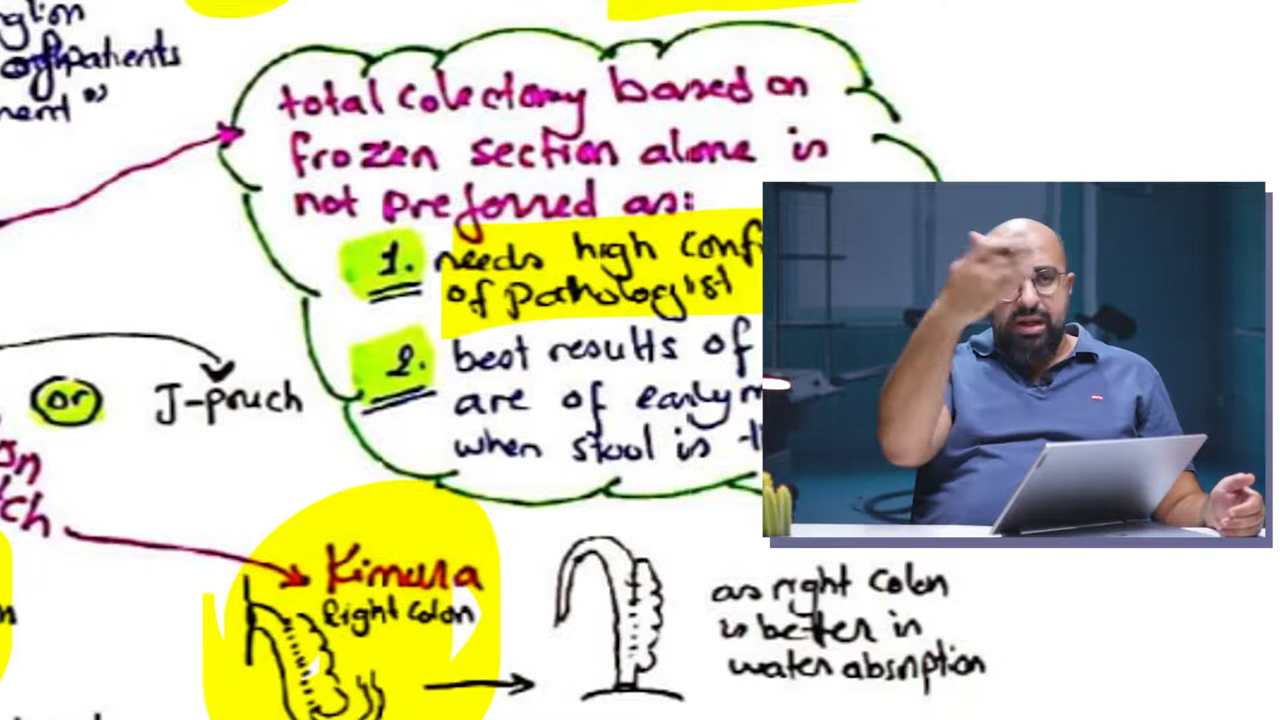 of patients
total colectomy based on
frozen section alone is
not preferred as:
1. needs high conf
of pathologist
2. best results of
are of early
when stool is
or J-pouch
Kimura
Right colon
as right colon
is better in
water absorption